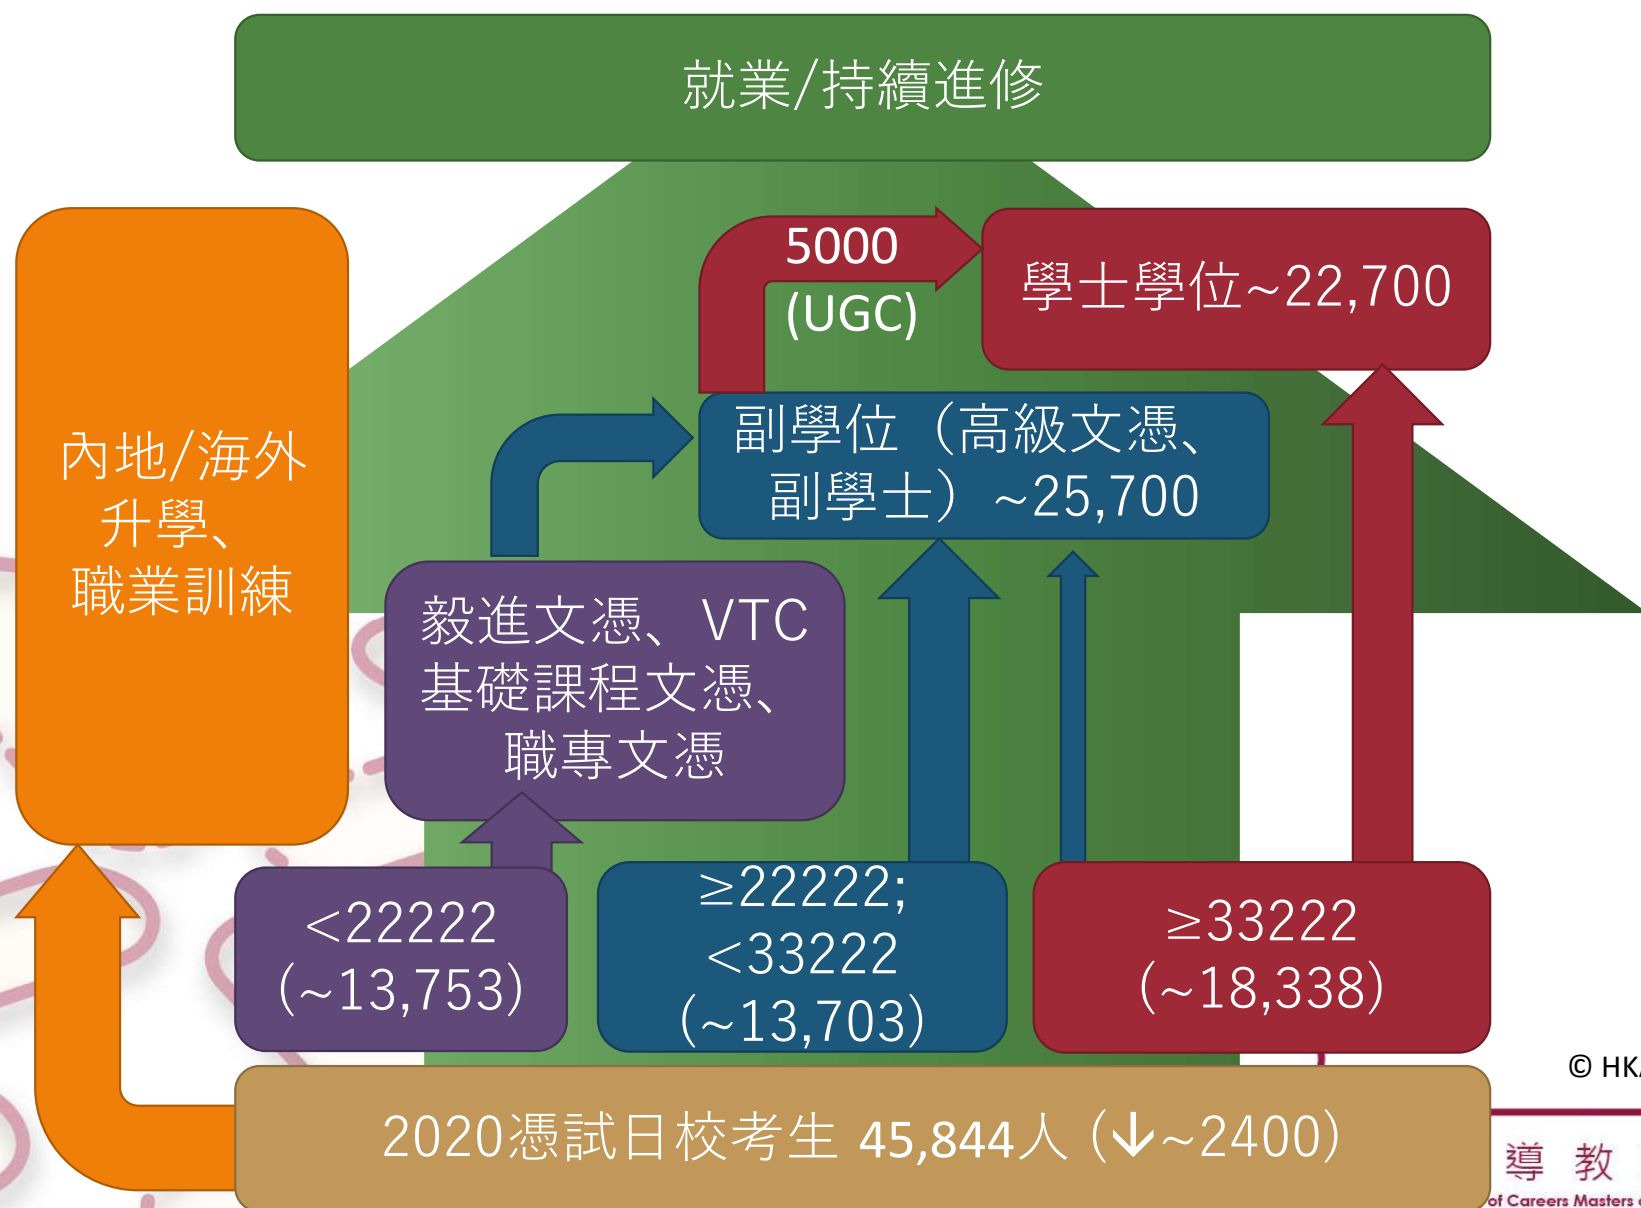 就業/持續進修
5000
(UGC)
學士學位~22,700
內地/海外
升學、
職業訓練
副學位（高級文憑、
副學士）~25,700
毅進文憑、VTC
基礎課程文憑、
職專文憑
<22222
(~13,753)
≥22222;
<33222
(~13,703)
≥33222
(~18,338)
© HKA
2020憑試日校考生 45,844人 (↓~2400)
導 教
of Careers Masters